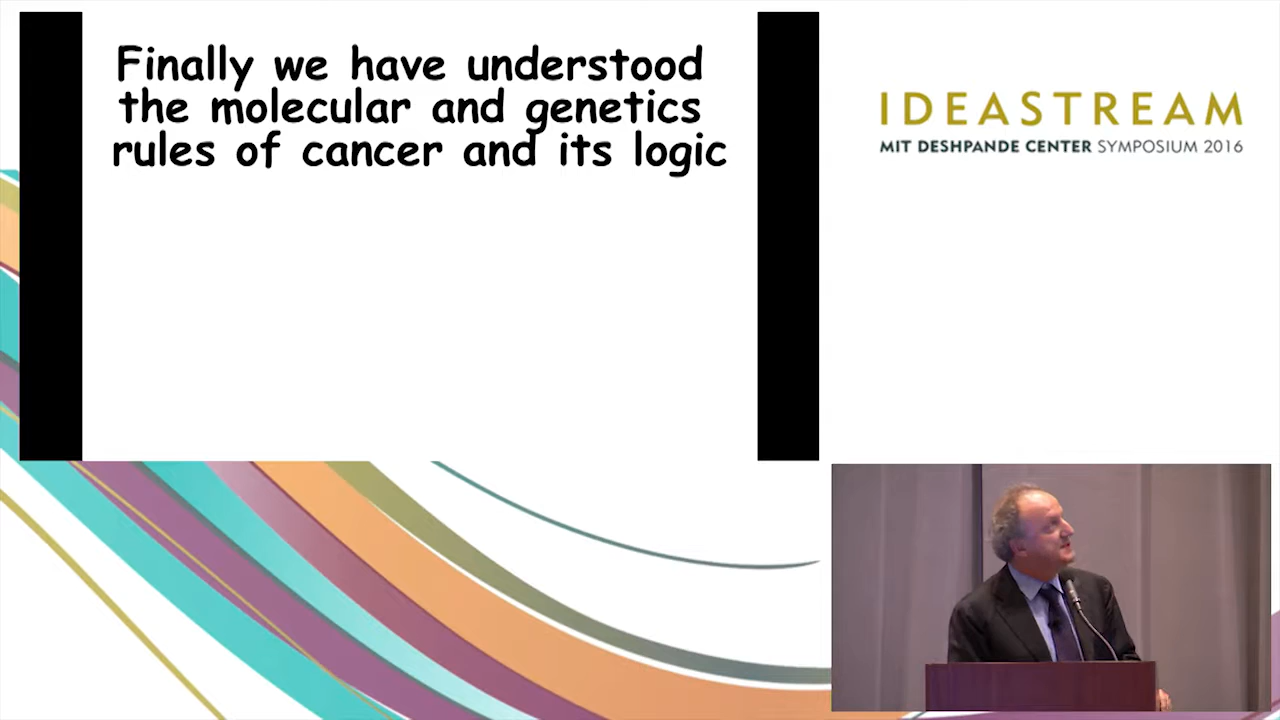 Finally we have understood
the molecular and genetics
rules of cancer and its logic
IDEASTREAM
MIT DESHPANDE CENTER SYMPOSIUM 2016